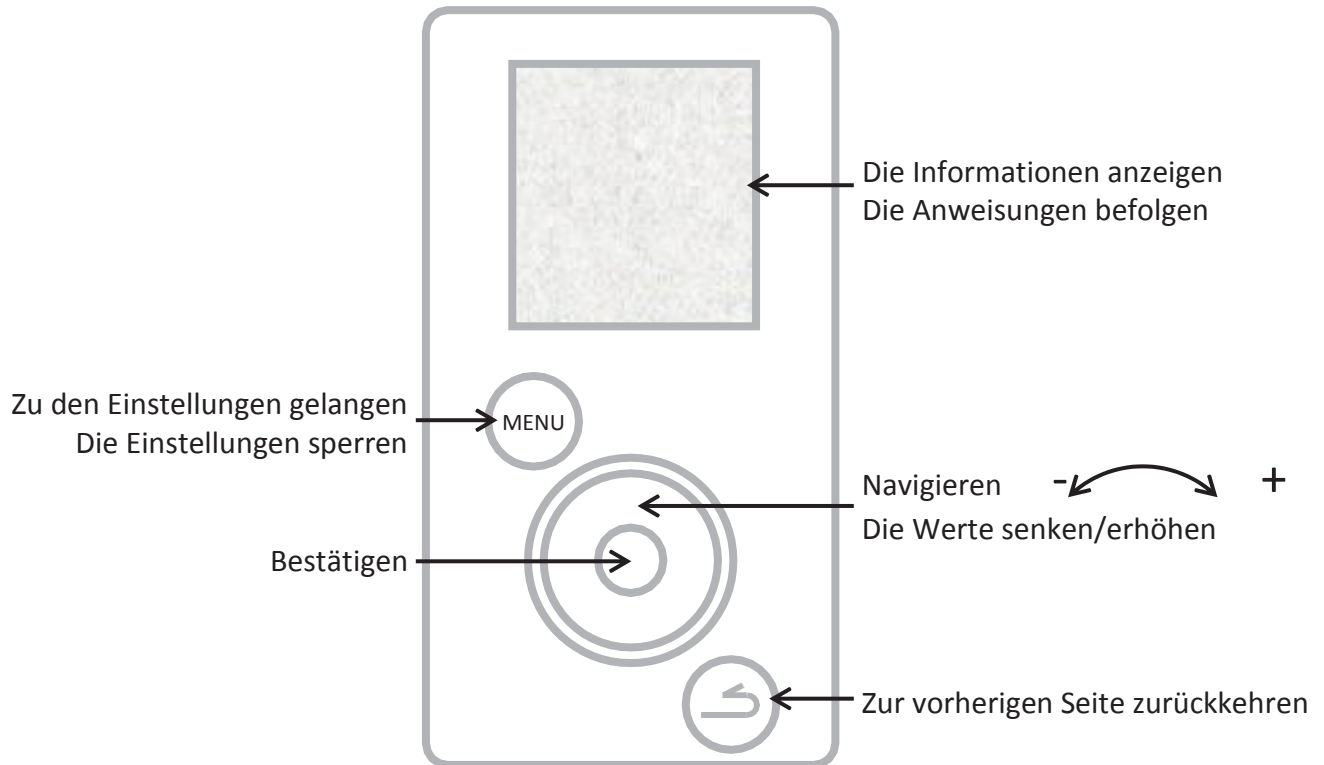 Die Informationen anzeigen
Die Anweisungen befolgen
Zu den Einstellungen gelangen
Die Einstellungen sperren
MENU
Navigieren - +
Die Werte senken/erhöhen
Bestätigen
Zur vorherigen Seite zurückkehren